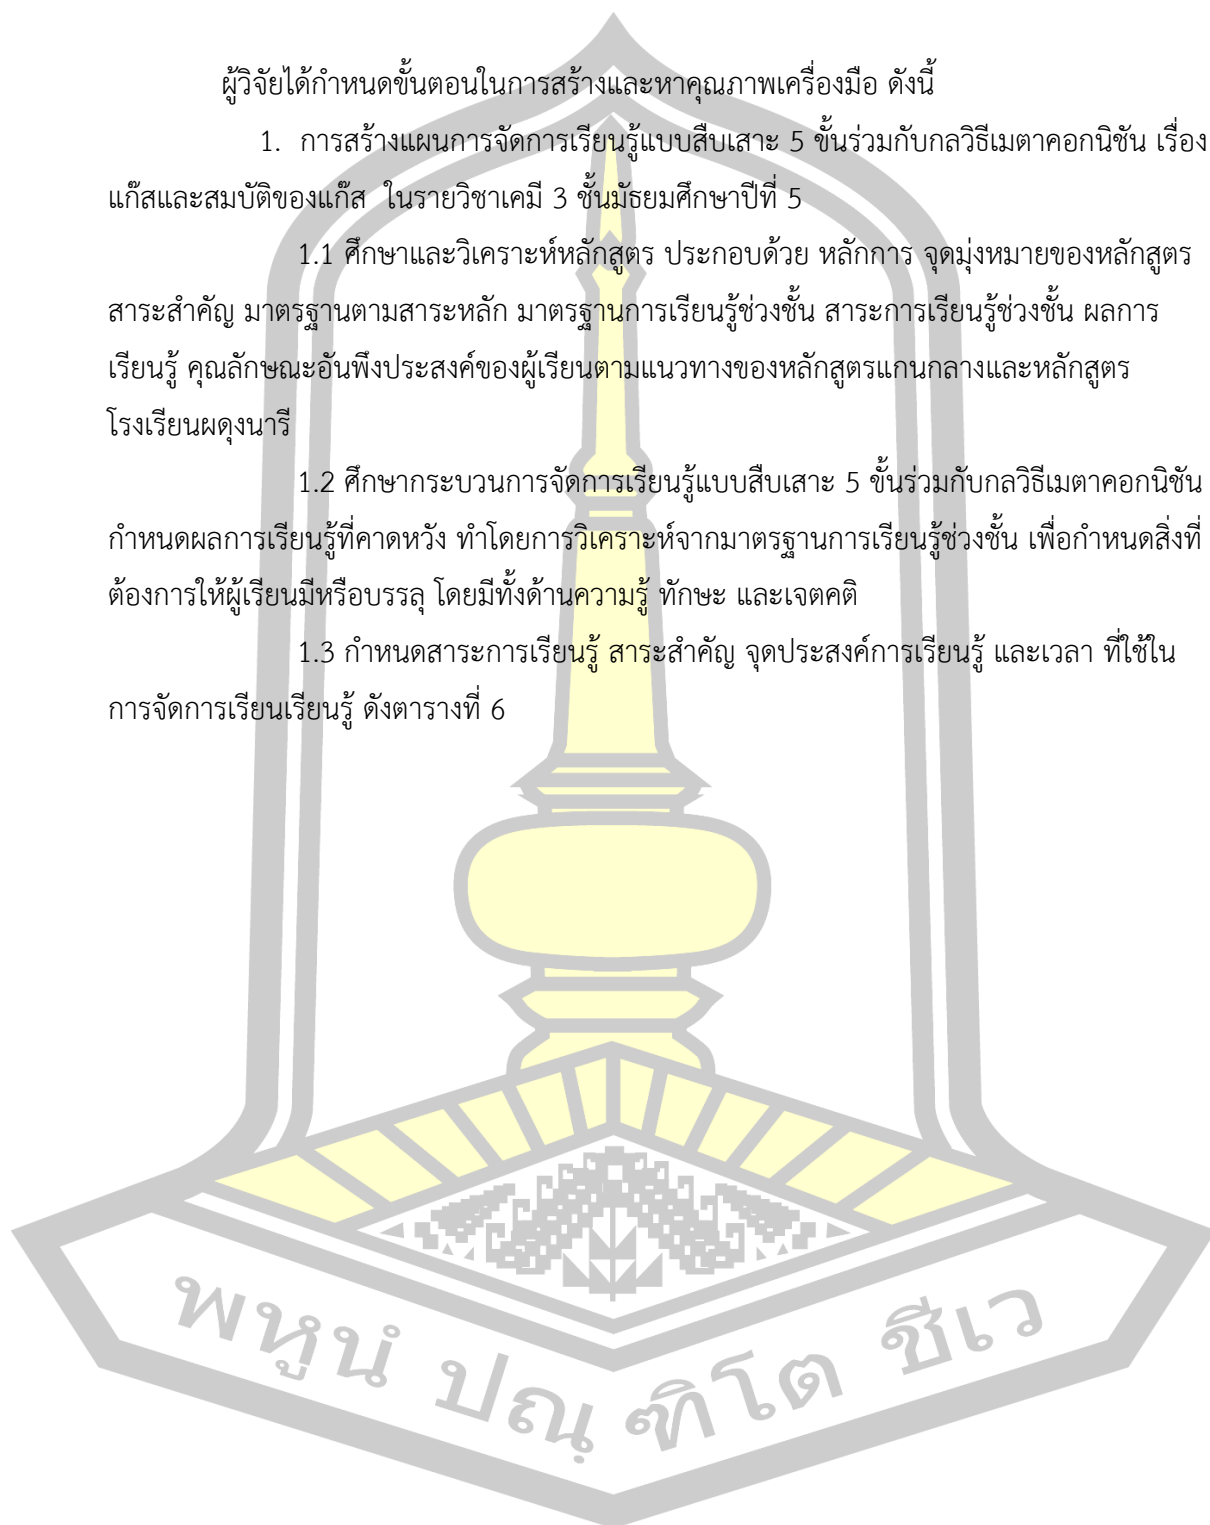 ผู้วิจัยได้กำหนดขั้นตอนในการสร้างและหาคุณภาพเครื่องมือ ดังนี้
1. การสร้างแผนการจัดการเรียนรู้แบบสืบเสาะ 5 ขั้นร่วมกับกลวิธีเมตาคอกนิชัน เรื่อง
แก๊สและสมบัติของแก๊ส ในรายวิชาเคมี 3 ชั้นมัธยมศึกษาปีที่ 5
1.1 ศึกษาและวิเคราะห์หลักสูตร ประกอบด้วย หลักการ จุดมุ่งหมายของหลักสูตร
สาระสำคัญ มาตรฐานตามสาระหลัก มาตรฐานการเรียนรู้ช่วงชั้น สาระการเรียนรู้ช่วงชั้น ผลการ
เรียนรู้ คุณลักษณะอันพึงประสงค์ของผู้เรียนตามแนวทางของหลักสูตรแกนกลางและหลักสูตร
โรงเรียนผดุงนารี
1.2 ศึกษากระบวนการจัดการเรียนรู้แบบสืบเสาะ 5 ขั้นร่วมกับกลวิธีเมตาคอกนิชัน
กำหนดผลการเรียนรู้ที่คาดหวัง ทำโดยการวิเคราะห์จากมาตรฐานการเรียนรู้ช่วงชั้น เพื่อกำหนดสิ่งที่
ต้องการให้ผู้เรียนมีหรือบรรลุ โดยมีทั้งด้านความรู้ ทักษะ และเจตคติ
1.3 กำหนดสาระการเรียนรู้ สาระสำคัญ จุดประสงค์การเรียนรู้ และเวลา ที่ใช้ใน
การจัดการเรียนเรียนรู้ ดังตารางที่ 6
พหูนํ ปณฺฑิโต ชีเว